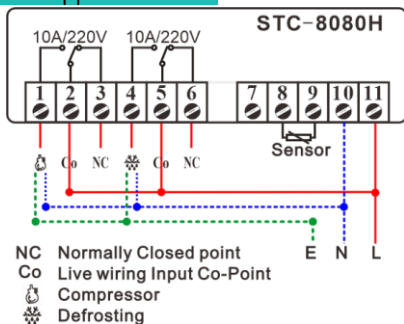 STC-8080H
10A/220V 10A/220V
1 2 3 4 5 6 7 8 9 10 11
Sensor
Co NC Co NC
E N L
NC Normally Closed point
Co Live wiring Input Co-Point
Compressor
Defrosting